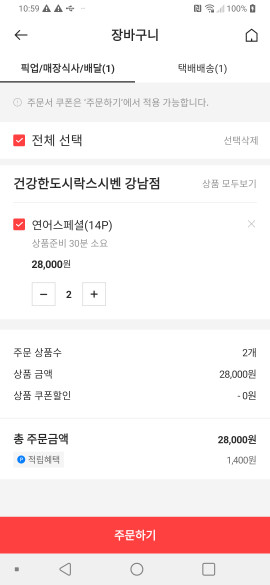 10:59 100%
장바구니
픽업/매장식사/배달(1) 택배배송(1)
주문서 쿠폰은 '주문하기'에서 적용 가능합니다.
전체 선택 선택삭제
건강한도시락스시벤 강남점 상품 모두보기
연어스페셜(14P)
상품준비 30분 소요
28,000원
− 2 +
주문 상품수 2개
상품 금액 28,000원
상품 쿠폰할인 - 0원
총 주문금액 28,000원
P 적립혜택 1,400원
주문하기